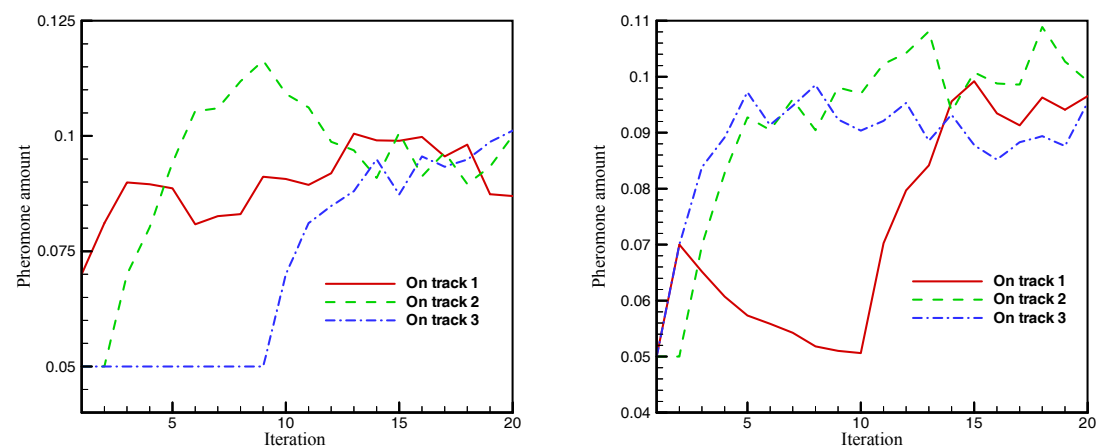 0.125
0.1
0.075
0.05
Pheromone amount
5
10
15
20
Iteration
On track 1
On track 2
On track 3
0.11
0.1
0.09
0.08
0.07
0.06
0.05
0.04
Pheromone amount
5
10
15
20
Iteration
On track 1
On track 2
On track 3